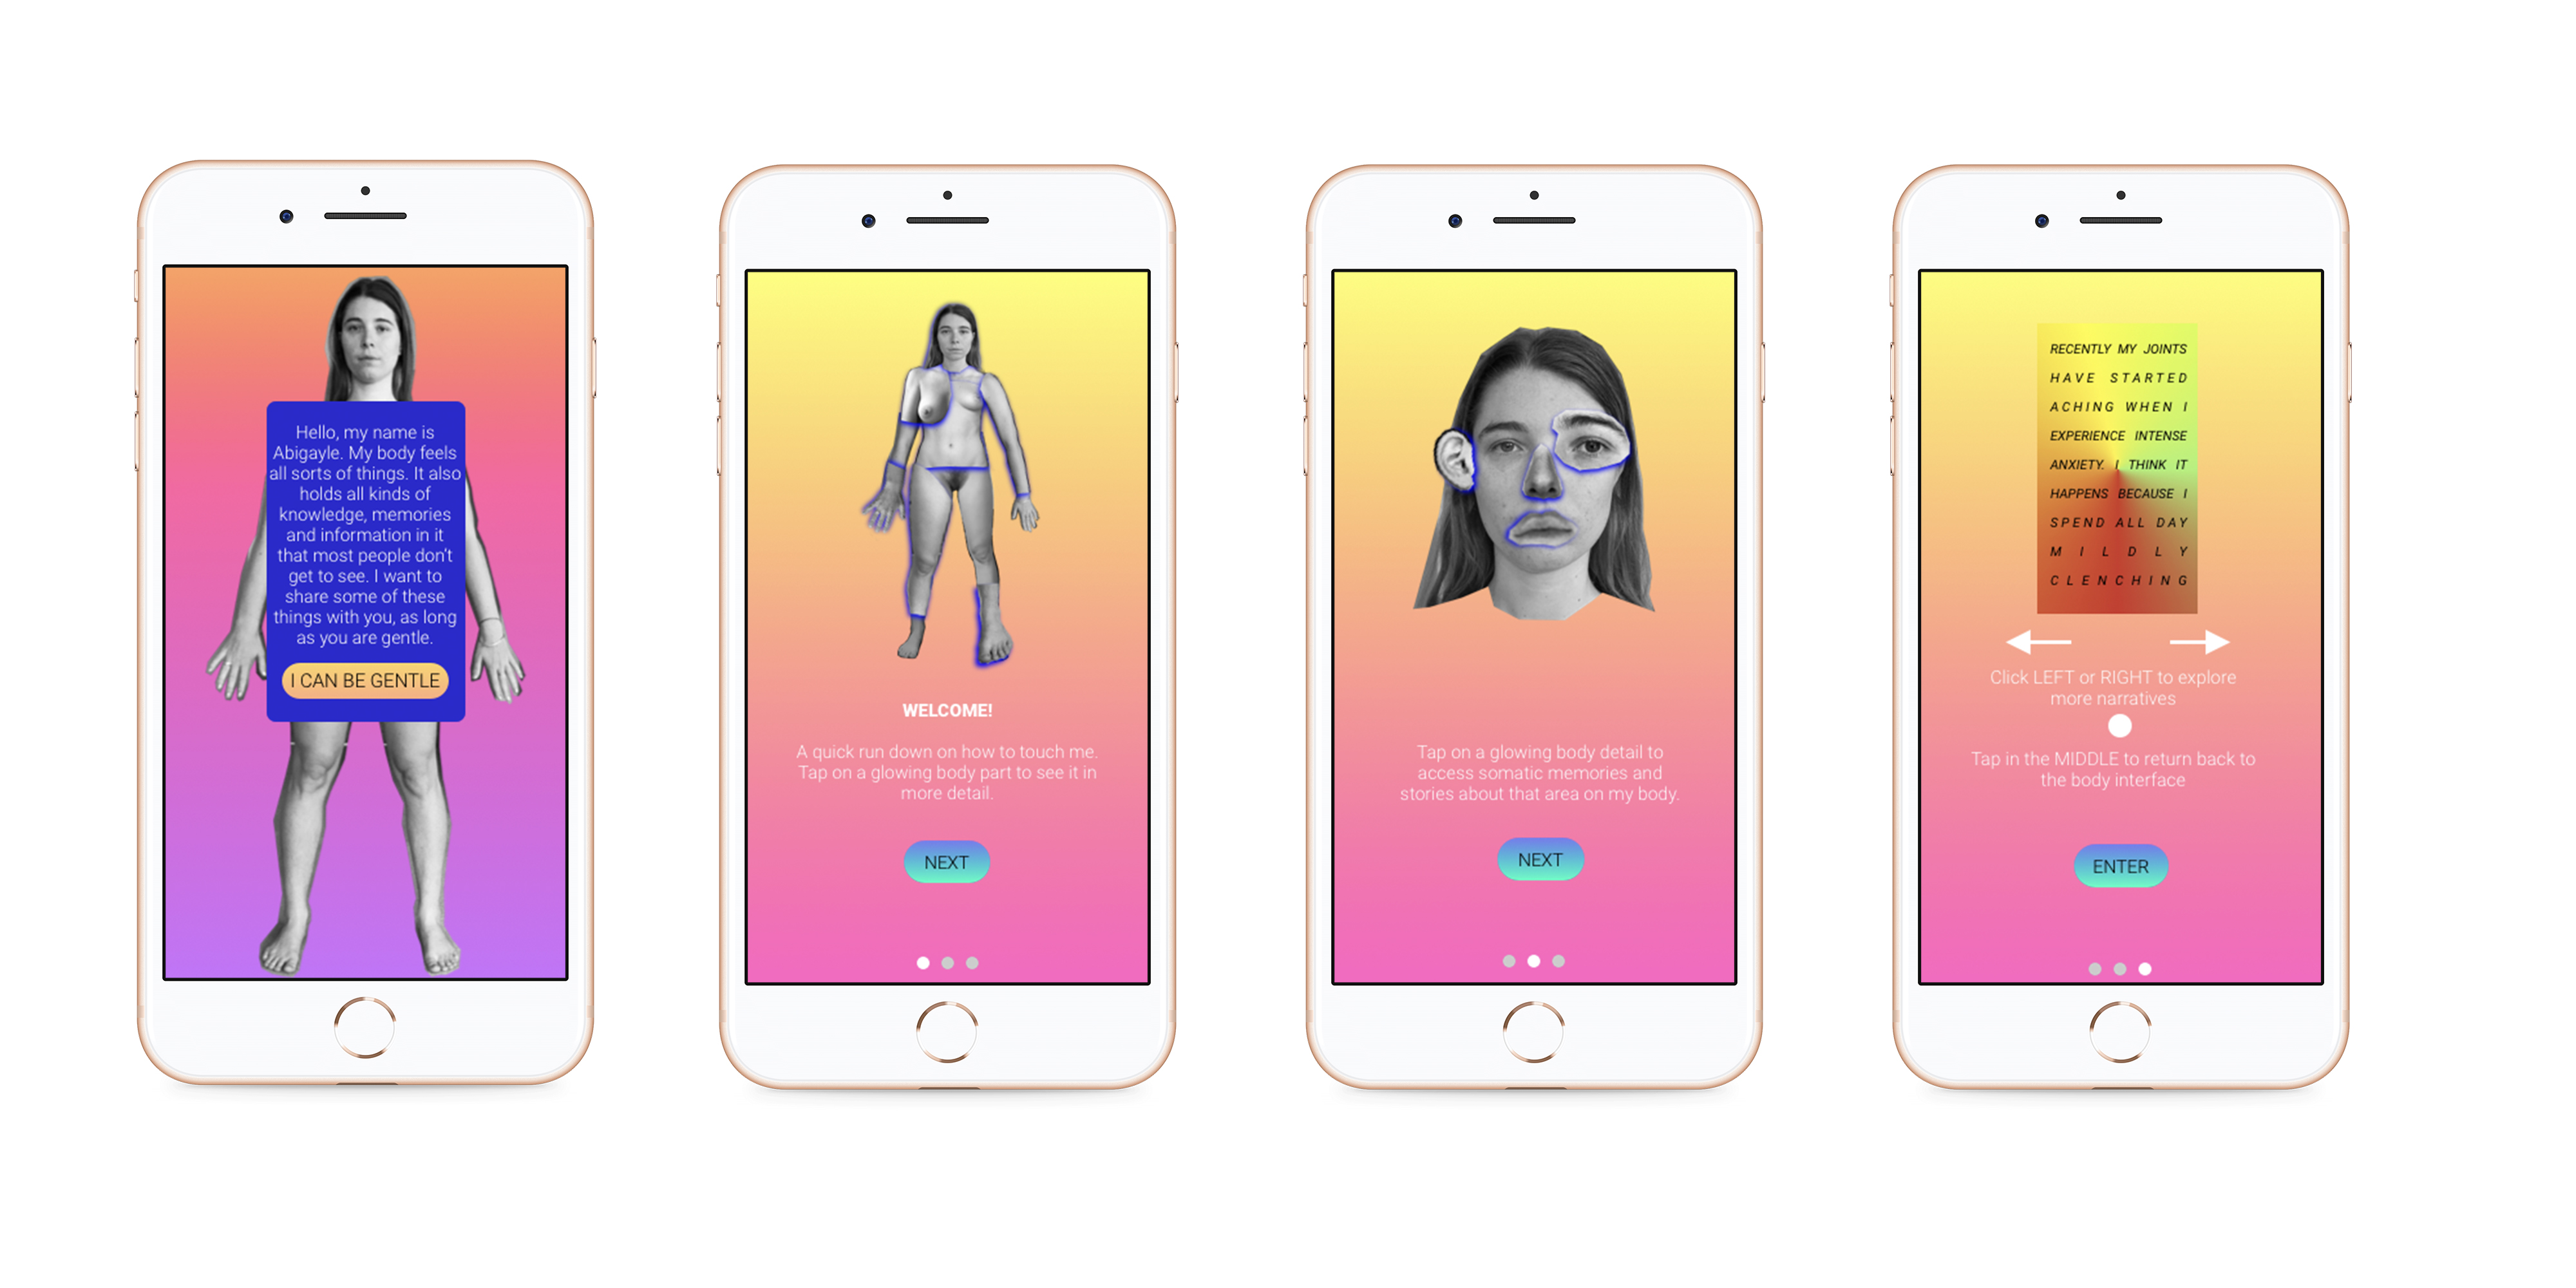 Hello, my name is
Abigayle. My body feels
all sorts of things. It also
holds all kinds of
knowledge, memories
and information in it
that most people don't
get to see. I want to
share some of these
things with you, as long
as you are gentle.
I CAN BE GENTLE
WELCOME!
A quick run down on how to touch me.
Tap on a glowing body part to see it in
more detail.
NEXT
Tap on a glowing body detail to
access somatic memories and
stories about that area on my body.
NEXT
RECENTLY MY JOINTS
HAVE STARTED
ACHING WHEN I
EXPERIENCE INTENSE
ANXIETY. I THINK IT
HAPPENS BECAUSE I
SPEND ALL DAY
MILDLY
CLENCHING
Click LEFT or RIGHT to explore
more narratives
Tap in the MIDDLE to return back to
the body interface
ENTER